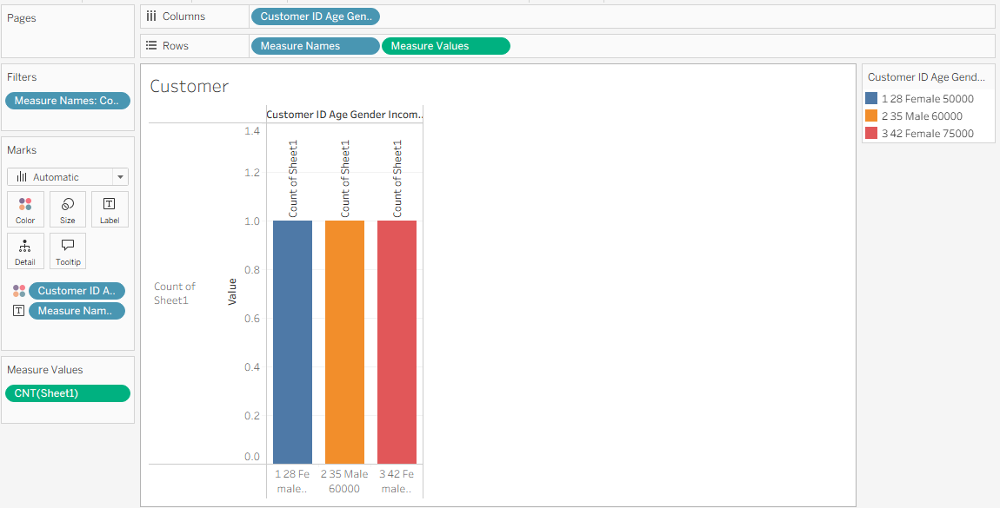 Pages
Columns
Customer ID Age Gen..
Rows
Measure Names
Measure Values
Filters
Measure Names: Co..
Marks
Automatic
Color
Size
Label
Detail
Tooltip
Customer ID A..
Measure Nam..
Measure Values
CNT(Sheet1)
Customer
Customer ID Age Gender Incom..
1.4
1.2
1.0
0.8
0.6
0.4
0.2
0.0
Count of
Sheet1
Value
Count of Sheet1
Count of Sheet1
Count of Sheet1
1 28 Fe
male..
2 35 Male
60000
3 42 Fe
male..
Customer ID Age Gend...
1 28 Female 50000
2 35 Male 60000
3 42 Female 75000